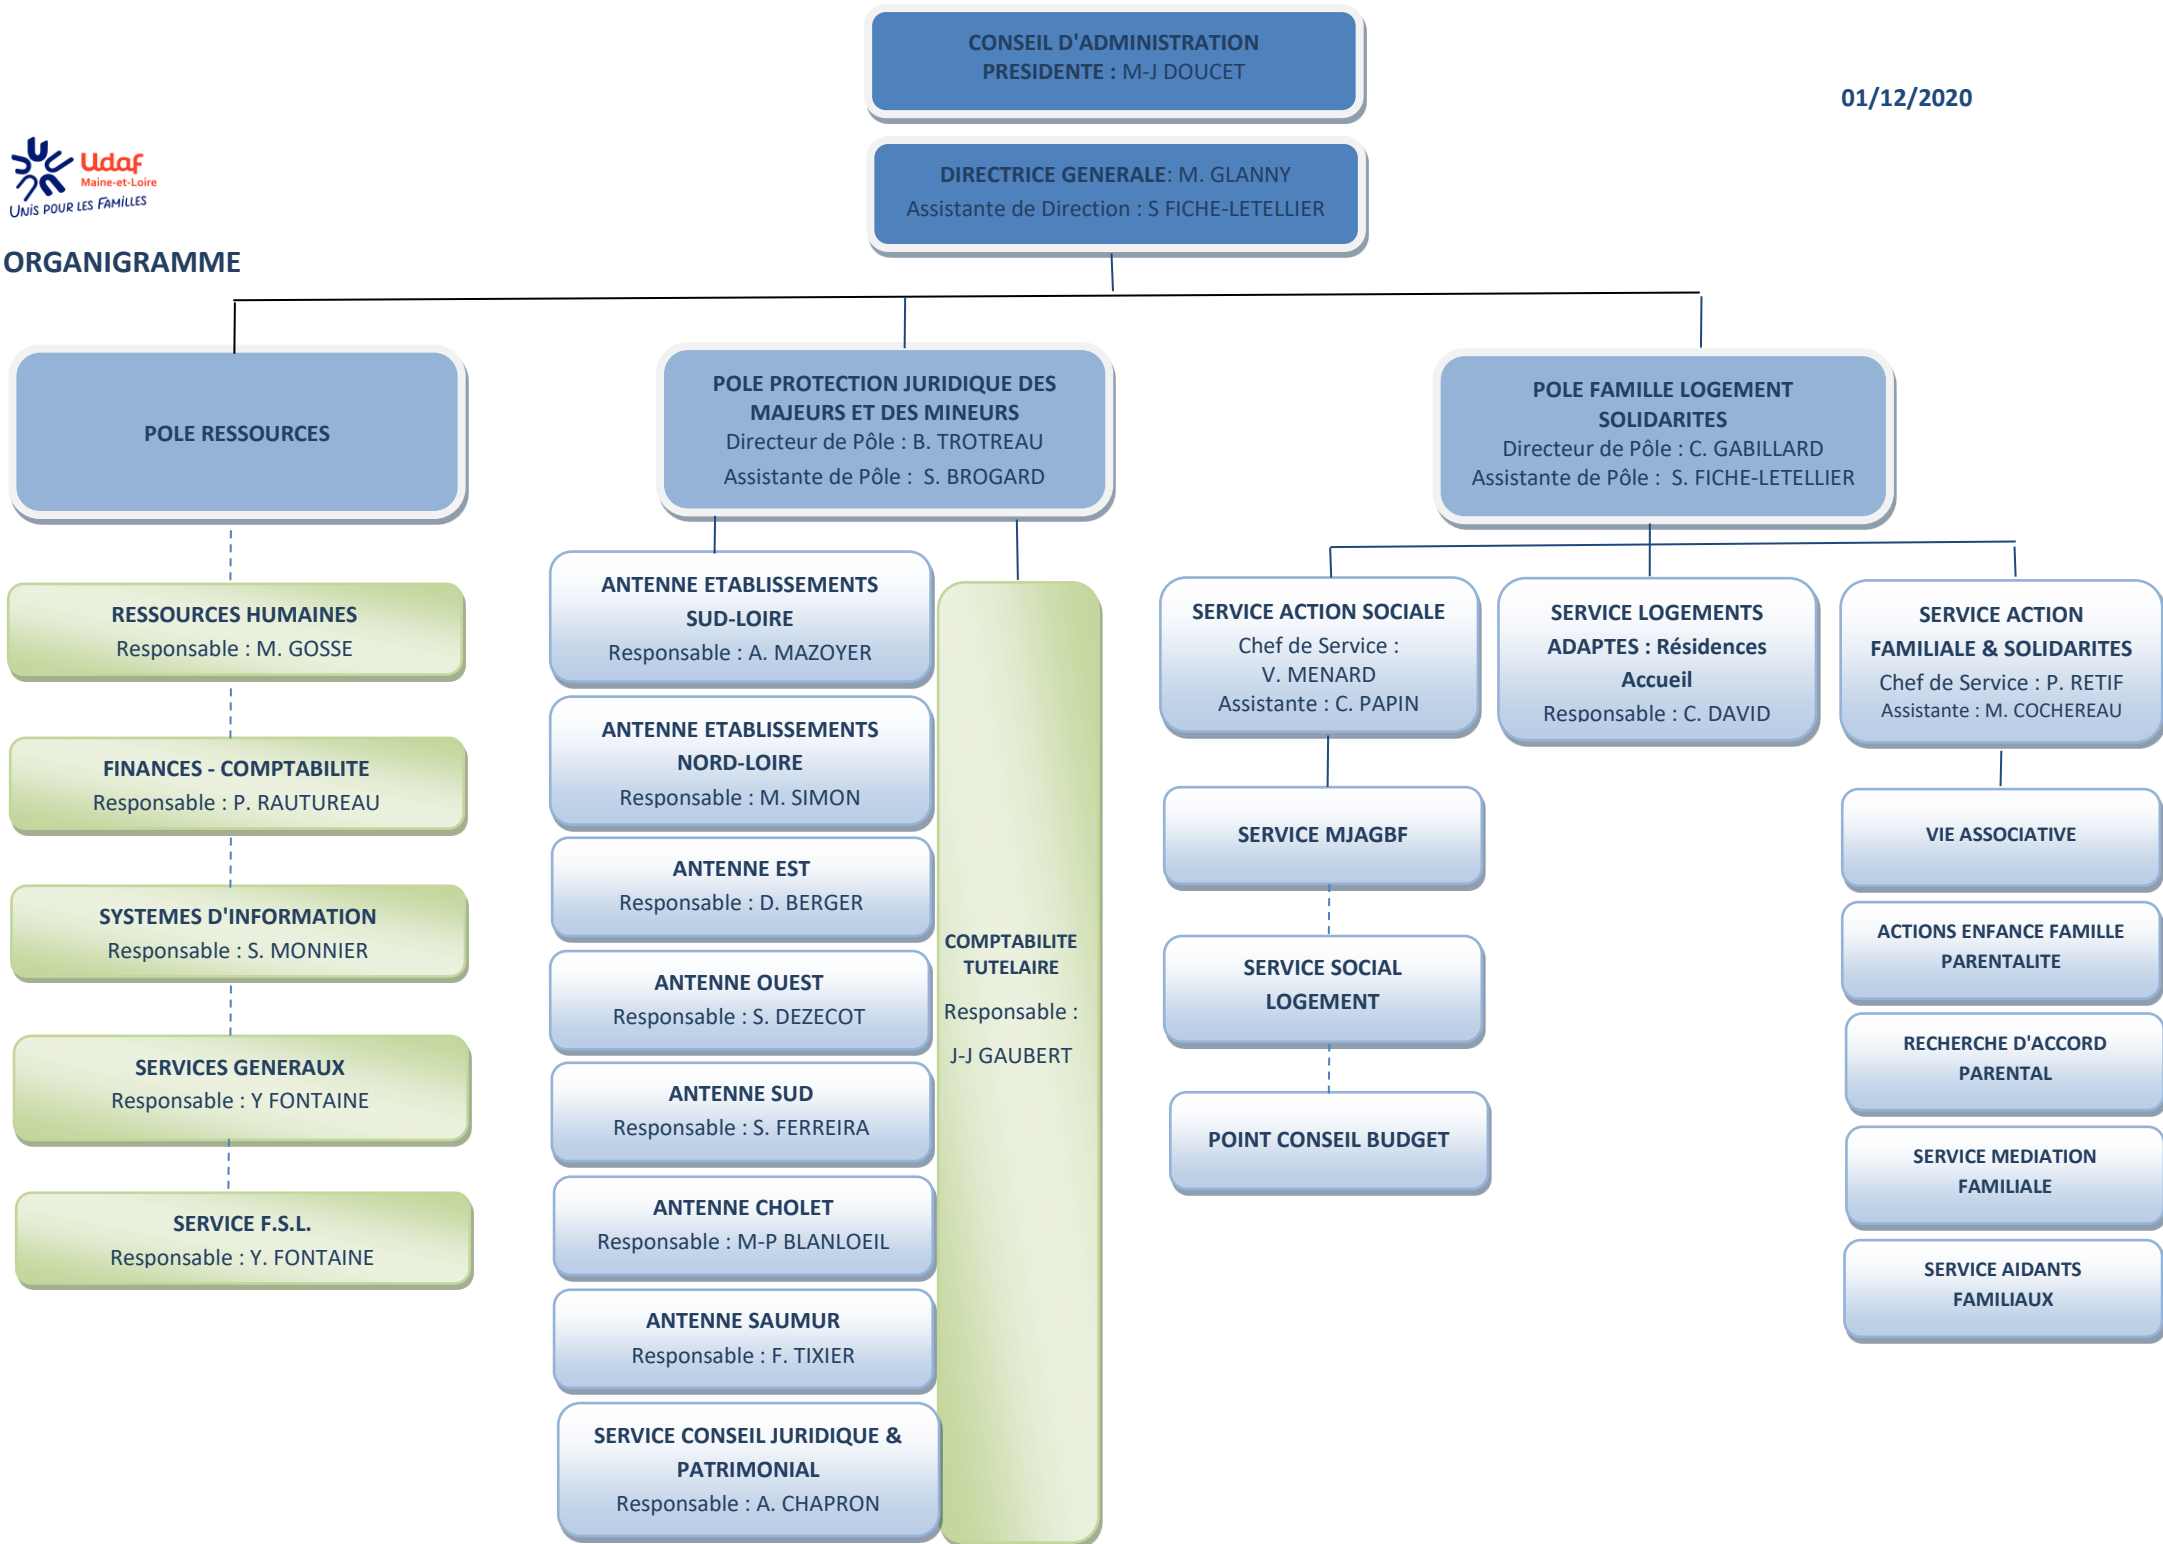 CONSEIL D'ADMINISTRATION
PRESIDENTE : M-J DOUCET
01/12/2020
Udaf
Maine-et-Loire
UNIS POUR LES FAMILLES
DIRECTRICE GENERALE: M. GLANNY
Assistante de Direction : S FICHE-LETELLIER
ORGANIGRAMME
POLE RESSOURCES
RESSOURCES HUMAINES
Responsable : M. GOSSE
FINANCES - COMPTABILITE
Responsable : P. RAUTUREAU
SYSTEMES D'INFORMATION
Responsable : S. MONNIER
SERVICES GENERAUX
Responsable : Y FONTAINE
SERVICE F.S.L.
Responsable : Y. FONTAINE
POLE PROTECTION JURIDIQUE DES
MAJEURS ET DES MINEURS
Directeur de Pôle : B. TROTREAU
Assistante de Pôle : S. BROGARD
ANTENNE ETABLISSEMENTS
SUD-LOIRE
Responsable : A. MAZOYER
ANTENNE ETABLISSEMENTS
NORD-LOIRE
Responsable : M. SIMON
ANTENNE EST
Responsable : D. BERGER
ANTENNE OUEST
Responsable : S. DEZECOT
ANTENNE SUD
Responsable : S. FERREIRA
ANTENNE CHOLET
Responsable : M-P BLANLOEIL
ANTENNE SAUMUR
Responsable : F. TIXIER
SERVICE CONSEIL JURIDIQUE &
PATRIMONIAL
Responsable : A. CHAPRON
COMPTABILITE
TUTELAIRE
Responsable :
J-J GAUBERT
POLE FAMILLE LOGEMENT
SOLIDARITES
Directeur de Pôle : C. GABILLARD
Assistante de Pôle : S. FICHE-LETELLIER
SERVICE ACTION SOCIALE
Chef de Service :
V. MENARD
Assistante : C. PAPIN
SERVICE MJAGBF
SERVICE SOCIAL
LOGEMENT
POINT CONSEIL BUDGET
SERVICE LOGEMENTS
ADAPTES : Résidences
Accueil
Responsable : C. DAVID
SERVICE ACTION
FAMILIALE & SOLIDARITES
Chef de Service : P. RETIF
Assistante : M. COCHEREAU
VIE ASSOCIATIVE
ACTIONS ENFANCE FAMILLE
PARENTALITE
RECHERCHE D'ACCORD
PARENTAL
SERVICE MEDIATION
FAMILIALE
SERVICE AIDANTS
FAMILIAUX